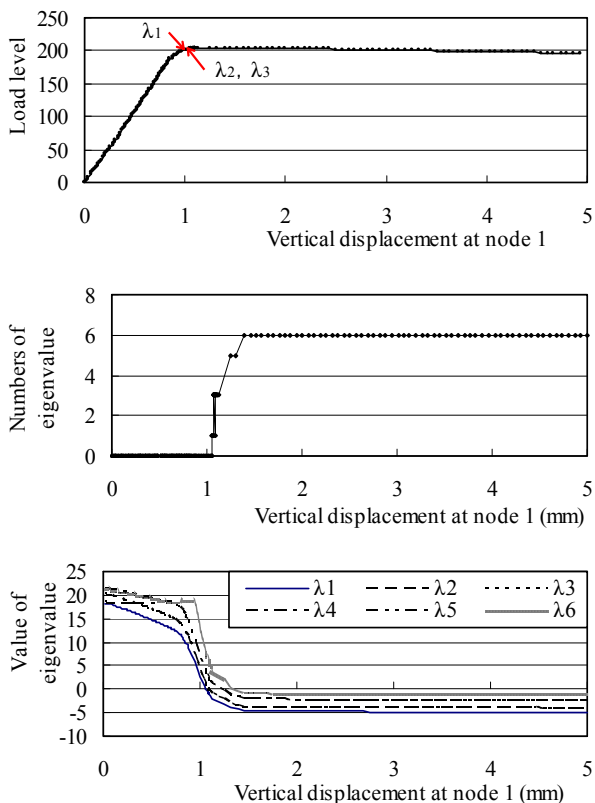 250
200
150
100
50
0
Load level
λ1
λ2, λ3
0 1 2 3 4 5
Vertical displacement at node 1
8
6
4
2
0
Numbers of
eigenvalue
0 1 2 3 4 5
Vertical displacement at node 1 (mm)
25
20
15
10
5
0
-5
-10
Value of
eigenvalue
λ1 λ2 λ3
λ4 λ5 λ6
0 1 2 3 4 5
Vertical displacement at node 1 (mm)